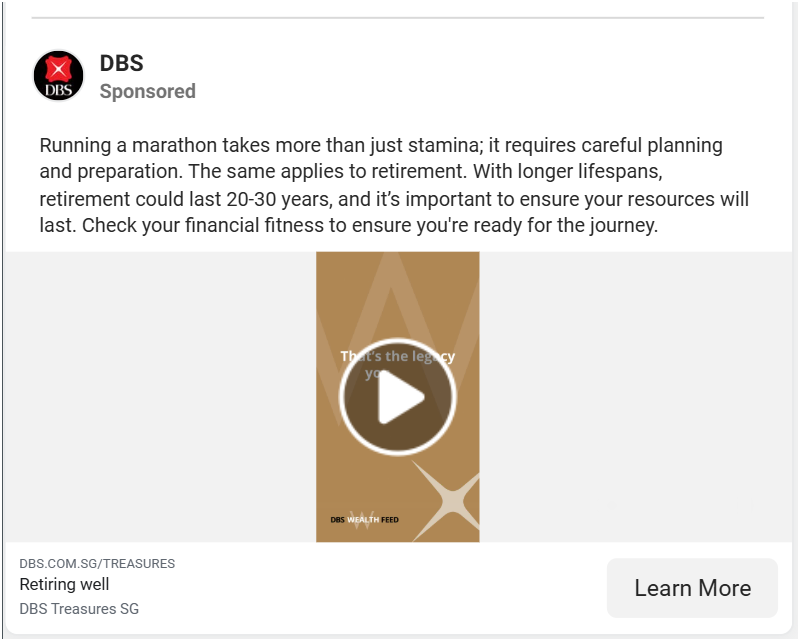 DBS
DBS
Sponsored
Running a marathon takes more than just stamina; it requires careful planning
and preparation. The same applies to retirement. With longer lifespans,
retirement could last 20-30 years, and it’s important to ensure your resources will
last. Check your financial fitness to ensure you're ready for the journey.
That's the legacy
DBS WEALTH FEED
DBS.COM.SG/TREASURES
Retiring well
DBS Treasures SG
Learn More